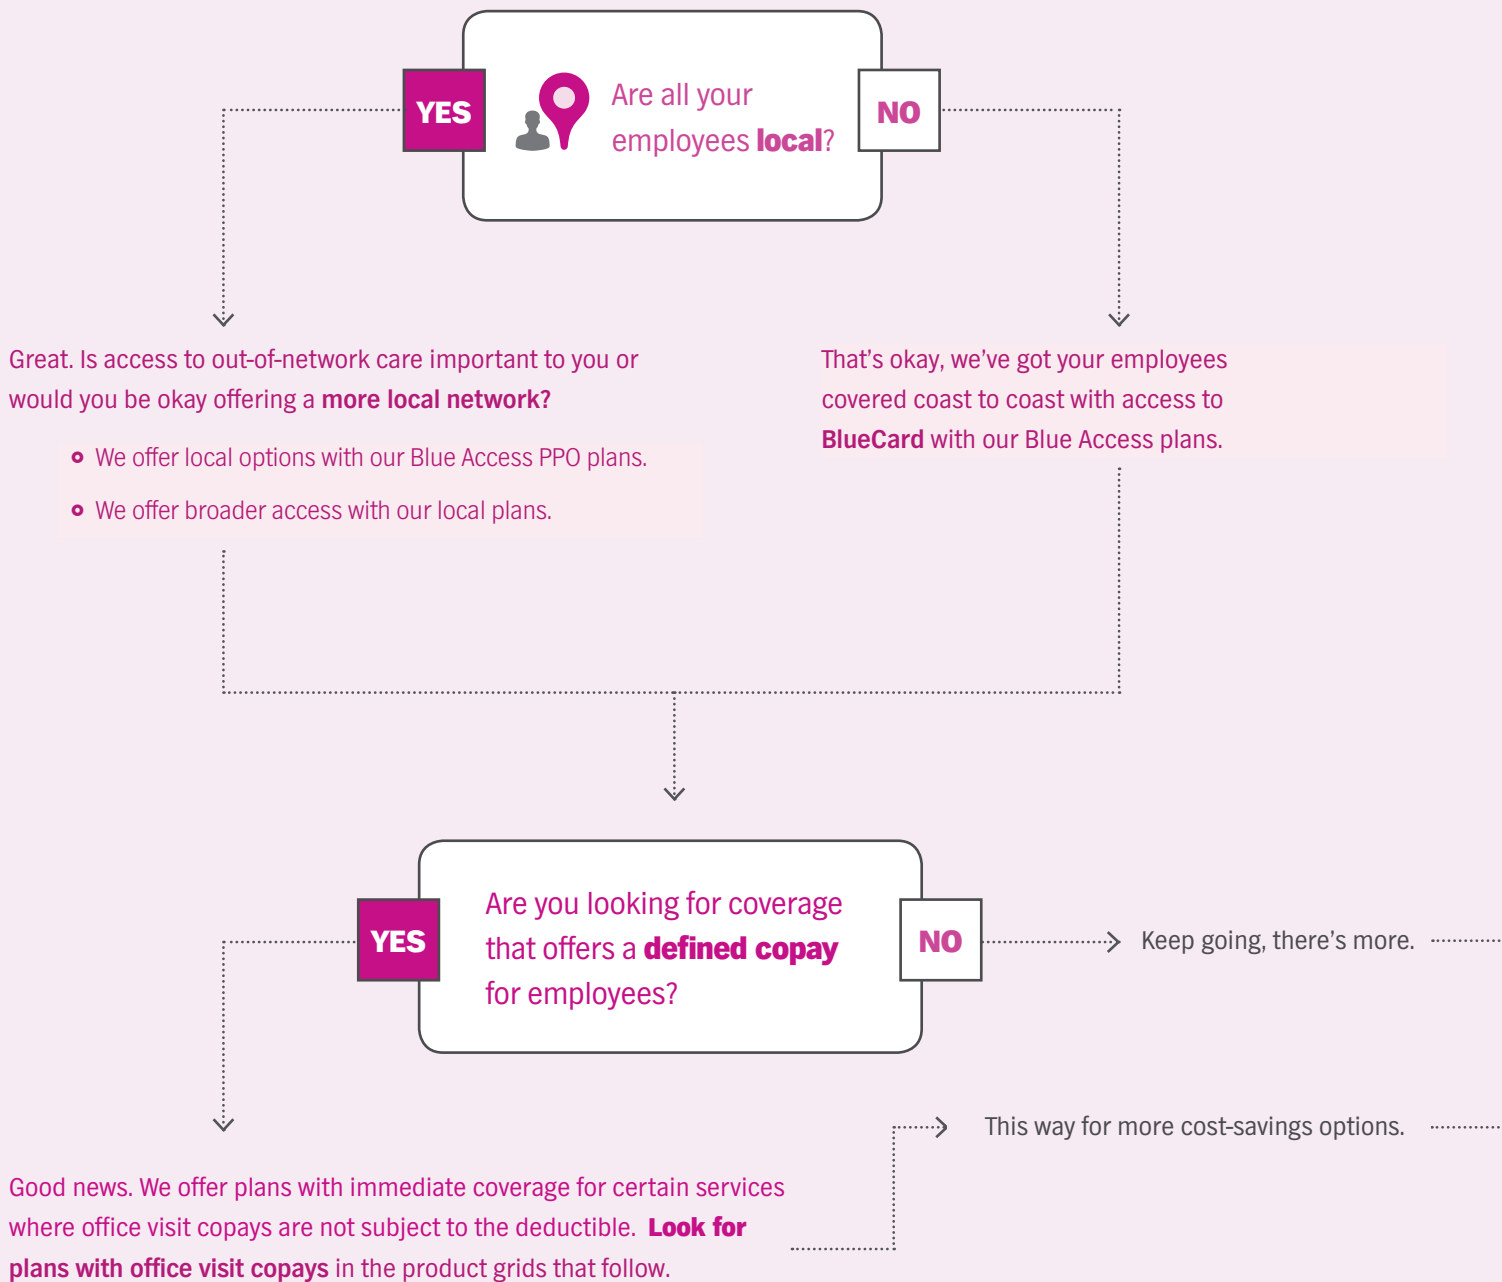 YES
Are all your
employees local?
NO
Great. Is access to out-of-network care important to you or
would you be okay offering a more local network?
We offer local options with our Blue Access PPO plans.
We offer broader access with our local plans.
That’s okay, we’ve got your employees
covered coast to coast with access to
BlueCard with our Blue Access plans.
YES
Are you looking for coverage
that offers a defined copay
for employees?
NO
Keep going, there’s more.
This way for more cost-savings options.
Good news. We offer plans with immediate coverage for certain services
where office visit copays are not subject to the deductible. Look for
plans with office visit copays in the product grids that follow.